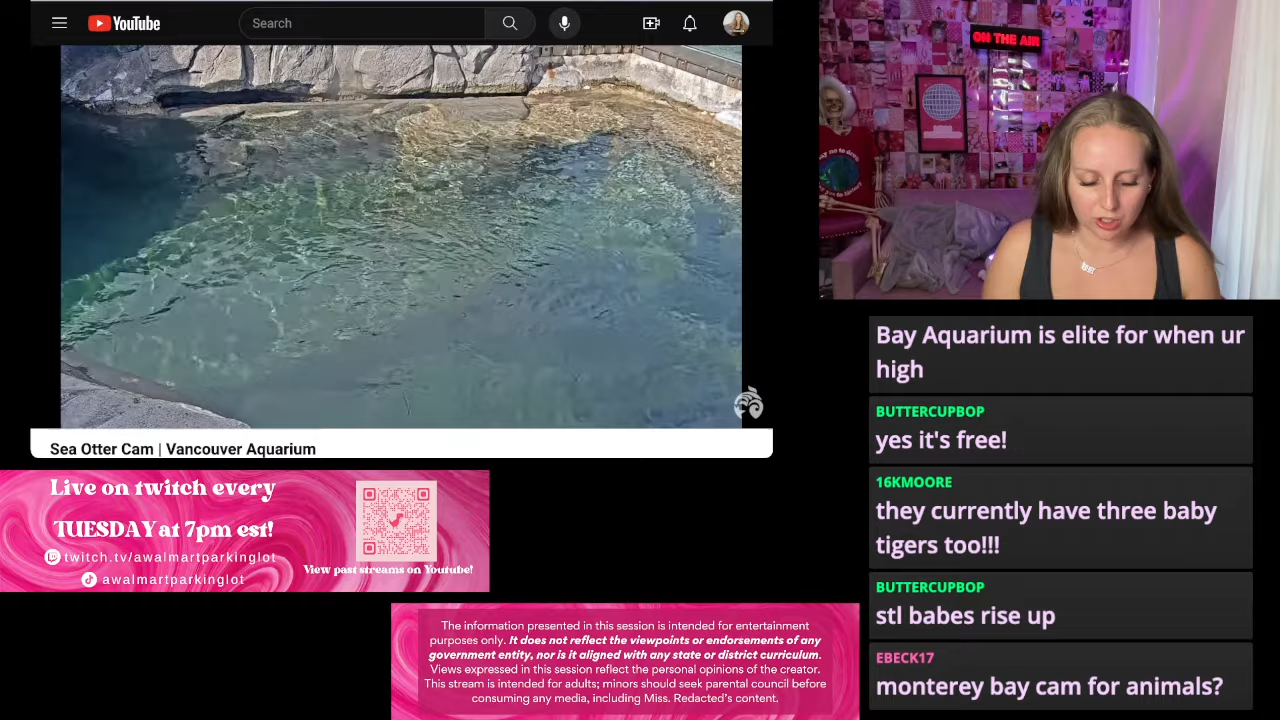 YouTube
Search
ON THE AIR
Sea Otter Cam | Vancouver Aquarium
Live on twitch every
TUESDAY at 7pm est!
twitch.tv/awalmartparkinglot
awalmartparkinglot
View past streams on Youtube!
The information presented in this session is intended for entertainment
purposes only. It does not reflect the viewpoints or endorsements of any
government entity, nor is it aligned with any state or district curriculum.
Views expressed in this session reflect the personal opinions of the creator.
This stream is intended for adults; minors should seek parental council before
consuming any media, including Miss. Redacted's content.
Bay Aquarium is elite for when ur
high
BUTTERCUPBOP
yes it's free!
16KMOORE
they currently have three baby
tigers too!!!
BUTTERCUPBOP
stl babes rise up
EBECK17
monterey bay cam for animals?